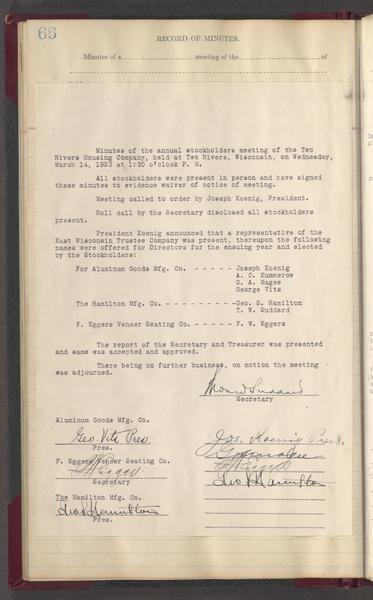 66
RECORD OF MINUTES.
Minutes of a meeting of the of
Minutes of the annual stockholders meeting of the Two
Rivers Housing Company, held at Two Rivers, Wisconsin, on Wednesday,
March 14, 1923 at 1:30 o'clock P. M.
All stockholders were present in person and have signed
these minutes to evidence waiver of notice of meeting.
Meeting called to order by Joseph Koenig, President.
Roll call by the Secretary disclosed all stockholders
present.
President Koenig announced that a representative of the
East Wisconsin Trustee Company was present, thereupon the following
names were offered for Directors for the ensuing year and elected
by the Stockholders:
For Aluminum Goods Mfg. Co. - - - - - - Joseph Koenig
A. C. Kummerow
G. A. Magee
George Vits
The Hamilton Mfg. Co. - - - - - - - - - -Geo. S. Hamilton
T. W. Suddard
F. Eggers Veneer Seating Co. - - - - - - F. W. Eggers
The report of the Secretary and Treasurer was presented
and same was accepted and approved.
There being no further business, on motion the meeting
was adjourned.
Suddard
Secretary
Aluminum Goods Mfg. Co.
Geo. Vits Pres.
Jos. Koenig Pres.
Pres.
F. Eggers Veneer Seating Co.
F W Eggers
F W Eggers
Secretary
Geo S Hamilton
The Hamilton Mfg. Co.
Geo S Hamilton
Pres.